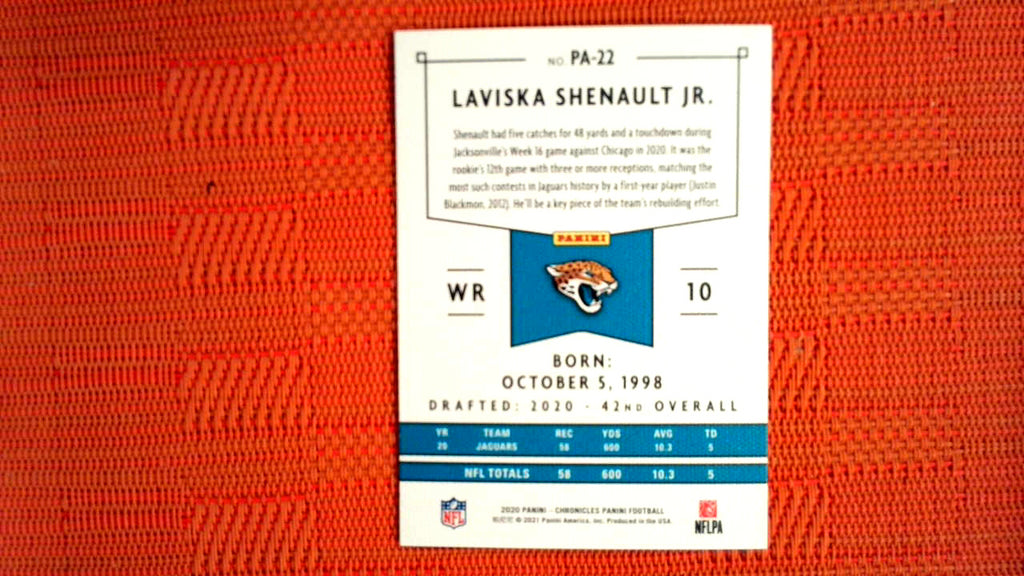 NO. PA-22
LAVISKA SHENAULT JR.
Shenault had five catches for 48 yards and a touchdown during
Jacksonville's Week 16 game against Chicago in 2020. It was the
rookie's 12th game with three or more receptions, matching the
most such contests in Jaguars history by a first-year player (Justin
Blackmon, 2012). He'll be a key piece of the team's rebuilding effort.
PANINI
WR
10
BORN:
OCTOBER 5, 1998
DRAFTED: 2020 - 42ND OVERALL
YR TEAM REC YDS AVG TD
20 JAGUARS 58 600 10.3 5
NFL TOTALS 58 600 10.3 5
NFL
2020 PANINI - CHRONICLES PANINI FOOTBALL
© 2021 Panini America, Inc. Produced in the USA.
NFLPA